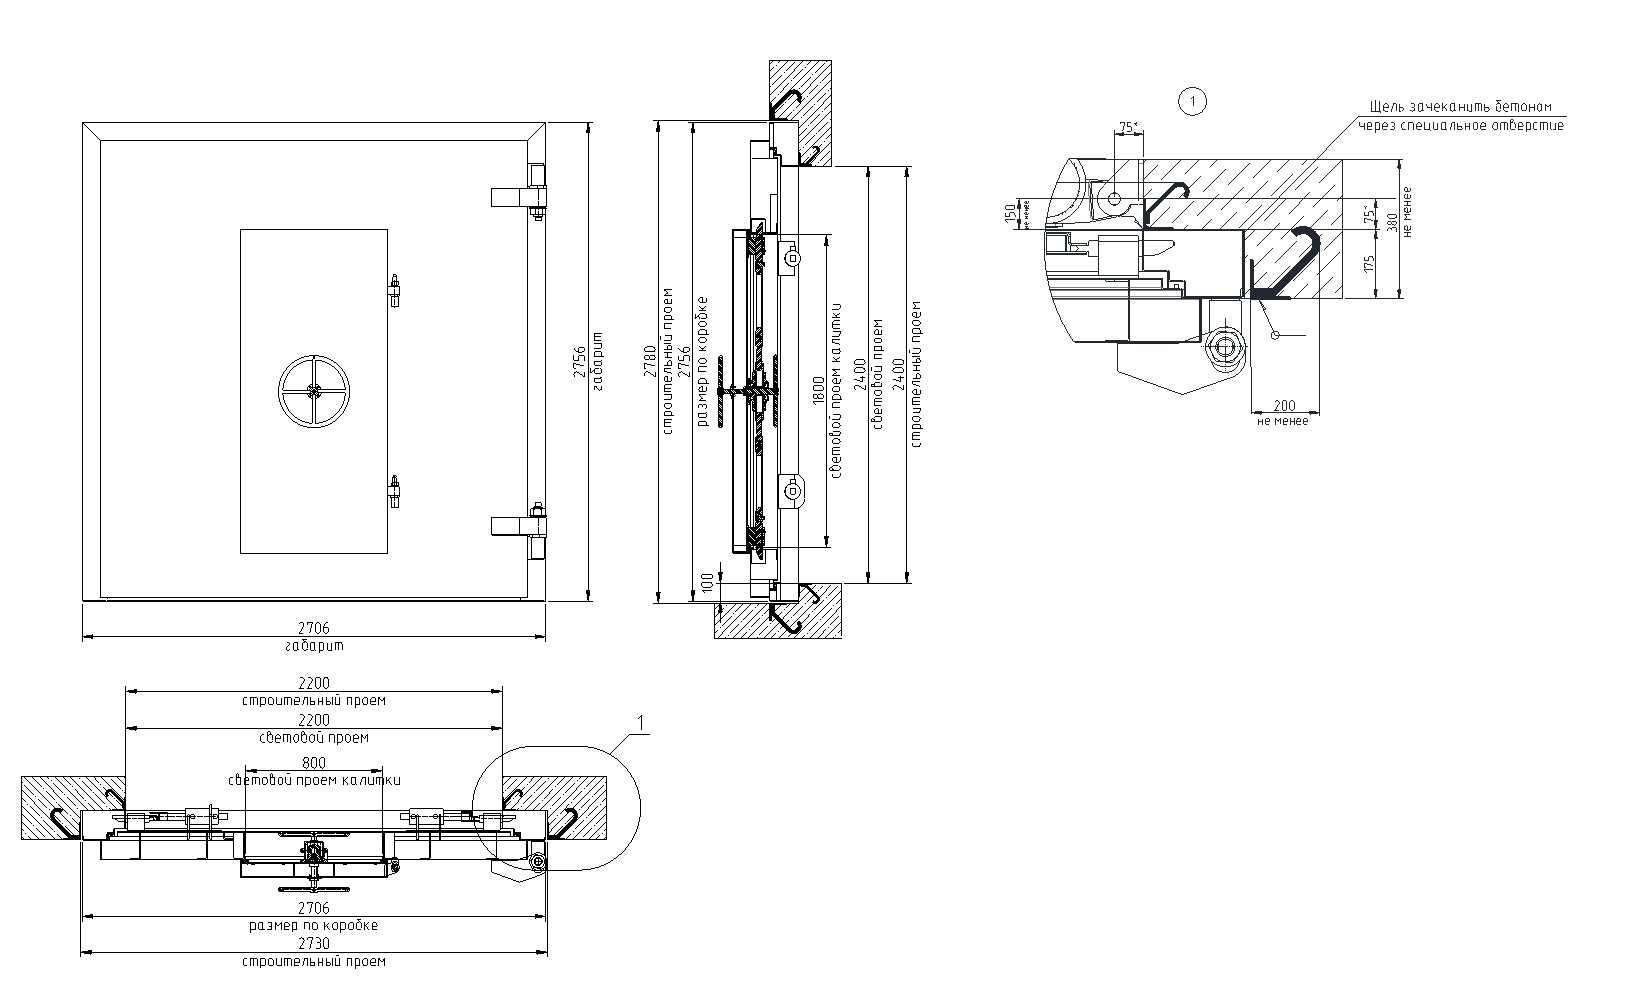 1
Щель зачеканить бетоном
через специальное отверстие
75*
150
не менее
75*
380
не менее
175
200
не менее
2756
габарит
2780
строительный проем
2756
размер по коробке
1800
световой проем калитки
2400
световой проем
2400
строительный проем
100
2706
габарит
2200
строительный проем
2200
световой проем
800
световой проем калитки
1
2706
размер по коробке
2730
строительный проем